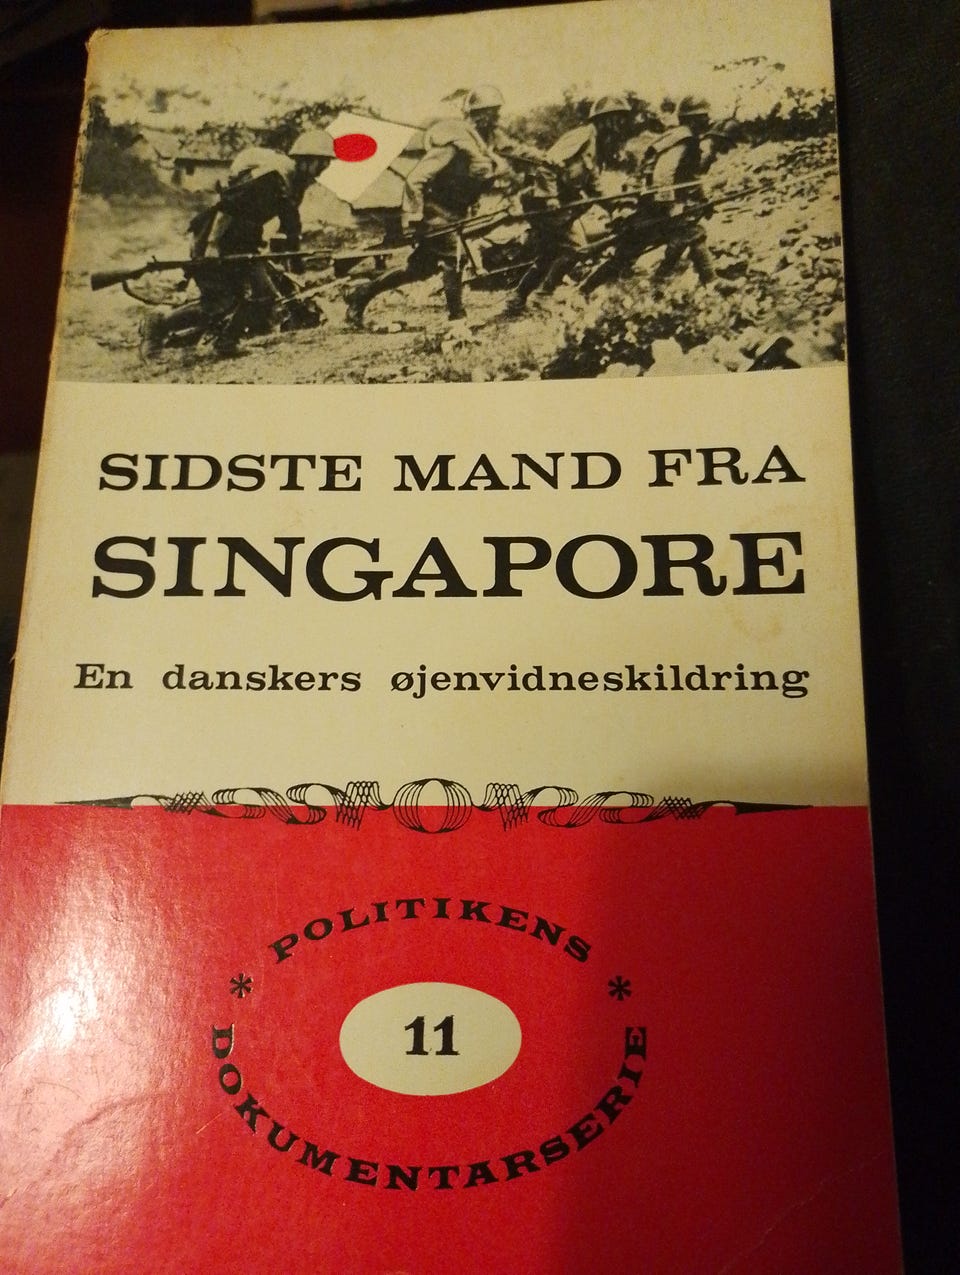 SIDSTE MAND FRA
SINGAPORE
En danskers øjenvidneskildring
POLITIKENS
* *
11
DOKUMENTARSERIE